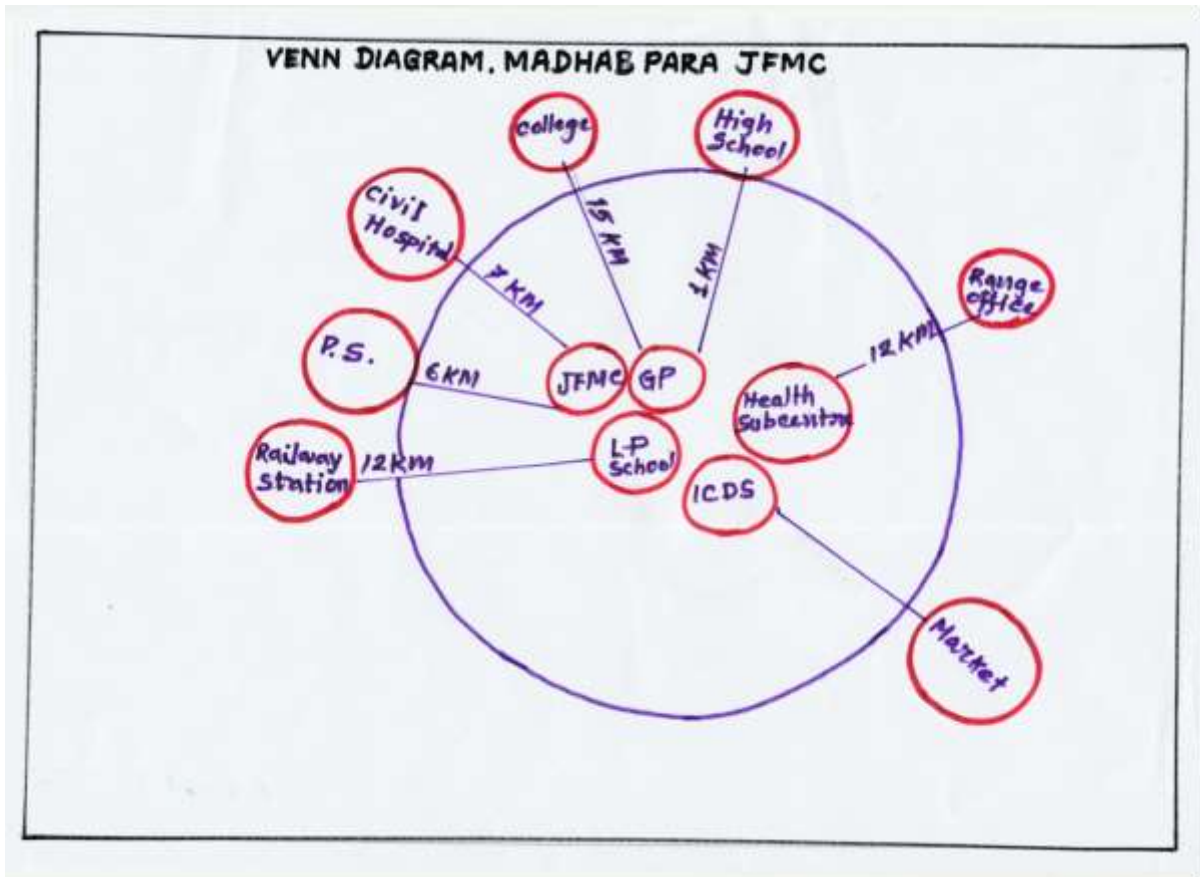 VENN DIAGRAM. MADHAB PARA JFMC
College
High
School
Civil
Hospital
15 KM
1 KM
7 KM
Range
office
12 KM
P.S.
6 KM
JFMC
GP
Health
Subcentre
Railway
Station
12 KM
L-P
School
ICDS
Market